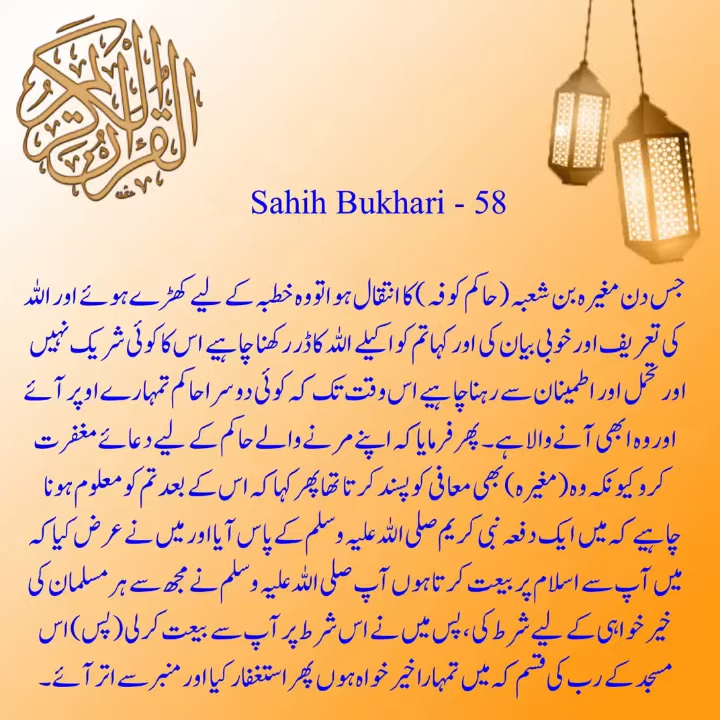 القرآن الكريم
Sahih Bukhari - 58
جس دن مغیرہ بن شعبہ (حاکم کوفہ) کا انتقال ہوا تو وہ خطبہ کے لیے کھڑے ہوئے اور اللہ
کی تعریف اور خوبی بیان کی اور کہا تم کو اکیلے اللہ کا ڈر رکھنا چاہیے اس کا کوئی شریک نہیں
اور تحمل اور اطمینان سے رہنا چاہیے اس وقت تک کہ کوئی دوسرا حاکم تمہارے اوپر آئے
اور وہ ابھی آنے والا ہے۔ پھر فرمایا کہ اپنے مرنے والے حاکم کے لیے دعائے مغفرت
کرو کیونکہ وہ (مغیرہ) بھی معافی کو پسند کرتا تھا پھر کہا کہ اس کے بعد تم کو معلوم ہونا
چاہیے کہ میں ایک دفعہ نبی کریم صلی اللہ علیہ وسلم کے پاس آیا اور میں نے عرض کیا کہ
میں آپ سے اسلام پر بیعت کرتا ہوں آپ صلی اللہ علیہ وسلم نے مجھ سے ہر مسلمان کی
خیر خواہی کے لیے شرط کی، پس میں نے اس شرط پر آپ سے بیعت کر لی (پس) اس
مسجد کے رب کی قسم کہ میں تمہارا خیر خواہ ہوں پھر استغفار کیا اور منبر سے اتر آئے۔